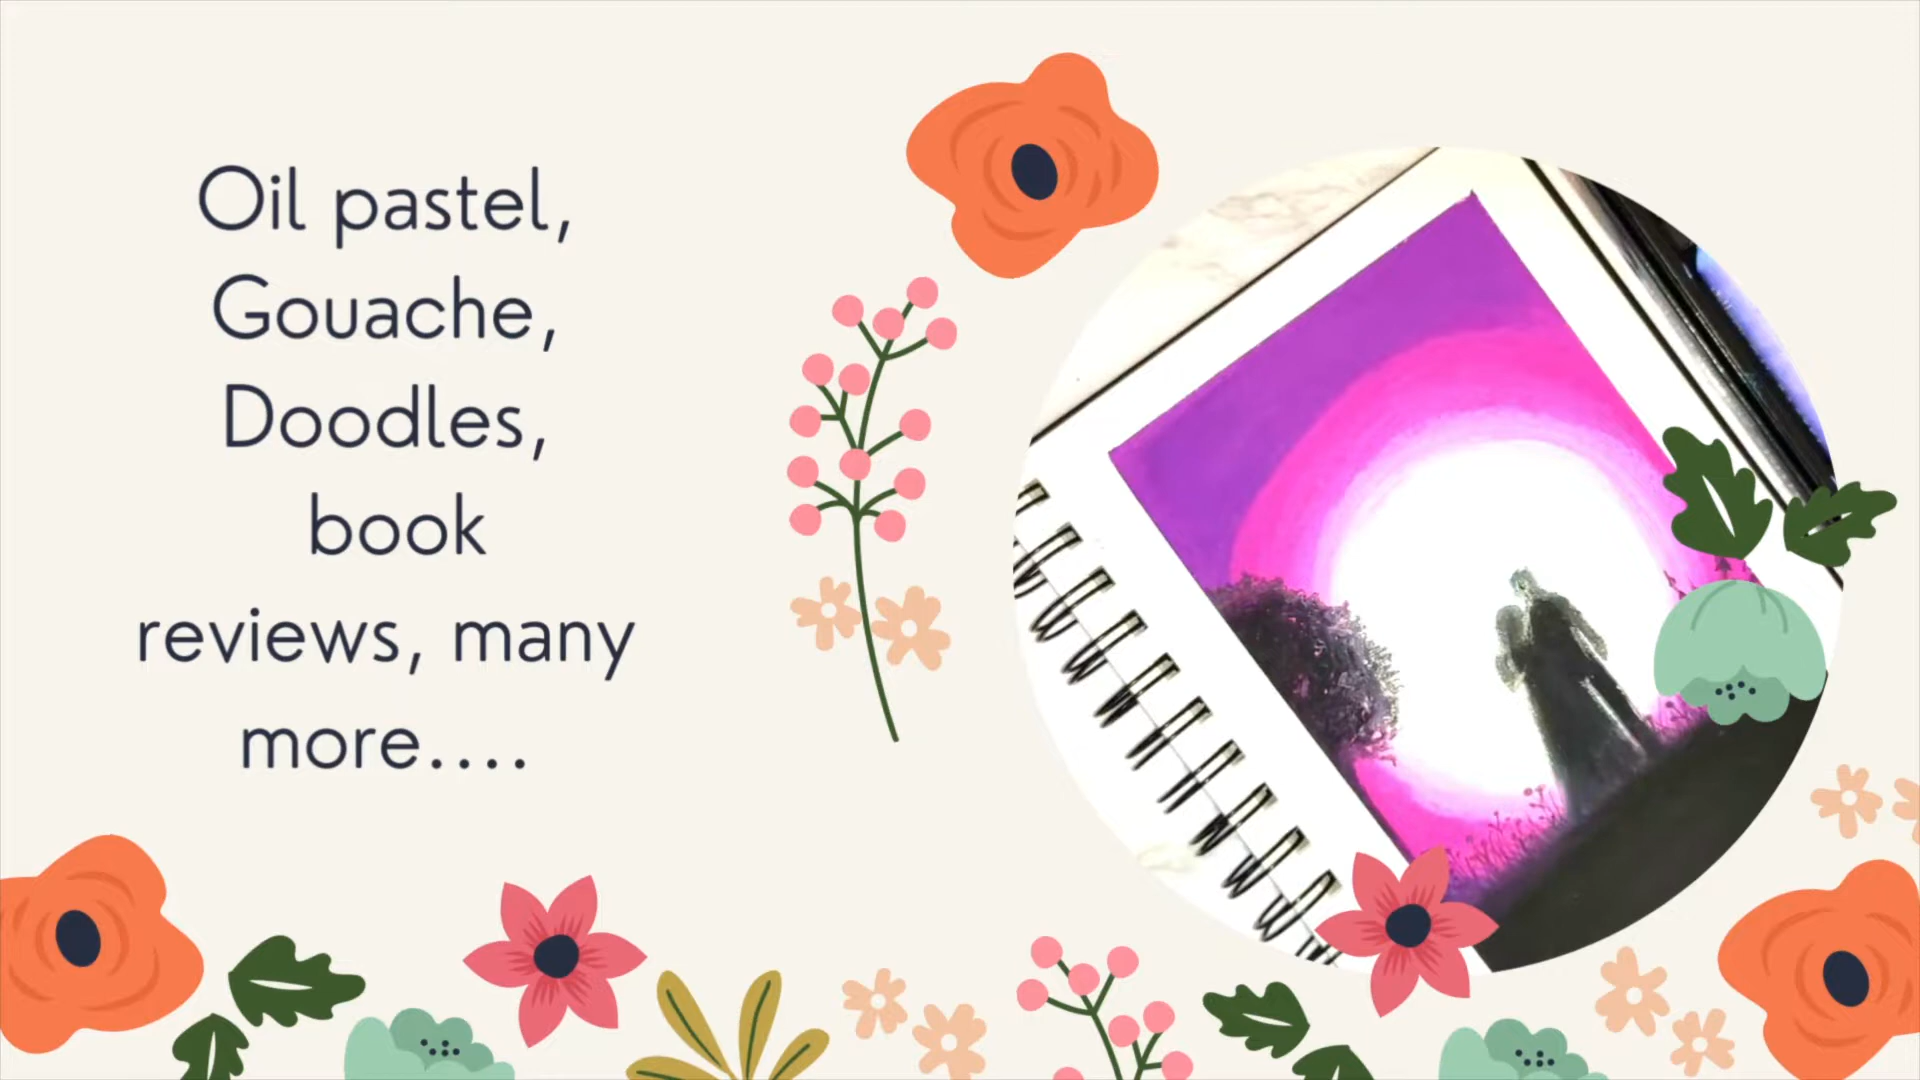 Oil pastel,
Gouache,
Doodles,
book
reviews, many
more....